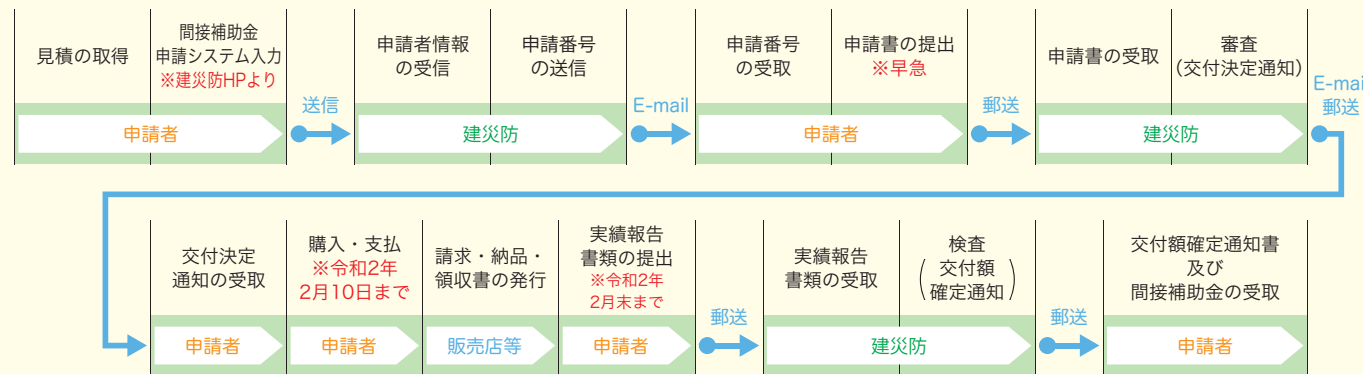 見積の取得
間接補助金
申請システム入力
※建災防HPより
申請者
送信
申請者情報
の受信
申請番号
の送信
建災防
E-mail
申請番号
の受取
申請書の提出
※早急
申請者
郵送
申請書の受取
審査
(交付決定通知)
建災防
E-mai
郵送
交付決定
通知の受取
申請者
購入・支払
※令和2年
2月10日まで
申請者
請求・納品・
領収書の発行
販売店等
実績報告
書類の提出
※令和2年
2月末まで
申請者
郵送
実績報告
書類の受取
検査
(交付額
確定通知)
建災防
郵送
交付額確定通知書
及び
間接補助金の受取
申請者